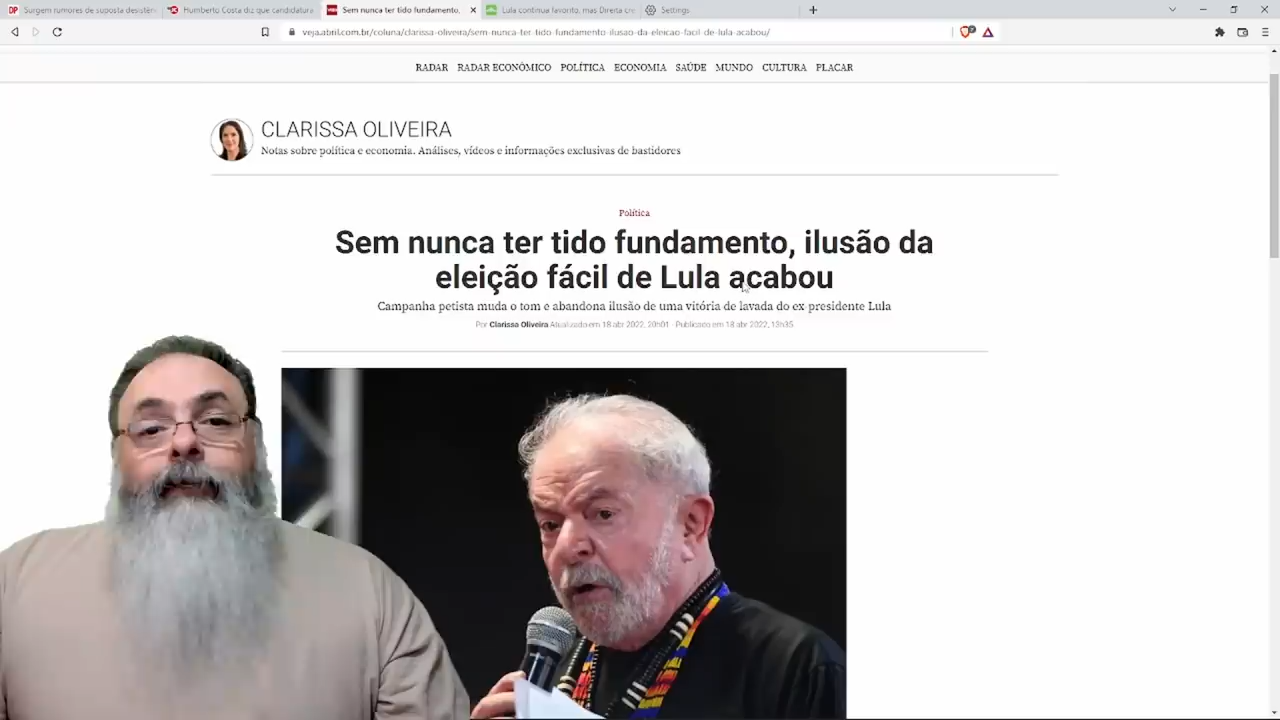 Surgem rumores de suposta desistên
Humberto Costa diz que candidatura
Sem nunca ter tido fundamento,
Lula continua favorito, mas Direita cre
Settings
veja.abril.com.br/coluna/clarissa-oliveira/sem-nunca-ter-tido-fundamento-ilusao-da-eleicao-facil-de-lula-acabou/
RADAR RADAR ECONÔMICO POLÍTICA ECONOMIA SAÚDE MUNDO CULTURA PLACAR
CLARISSA OLIVEIRA
Notas sobre política e economia. Análises, vídeos e informações exclusivas de bastidores
Política
Sem nunca ter tido fundamento, ilusão da
eleição fácil de Lula acabou
Campanha petista muda o tom e abandona ilusão de uma vitória de lavada do ex-presidente Lula
Por Clarissa Oliveira Atualizado em 18 abr 2022, 20h01 - Publicado em 18 abr 2022, 13h35